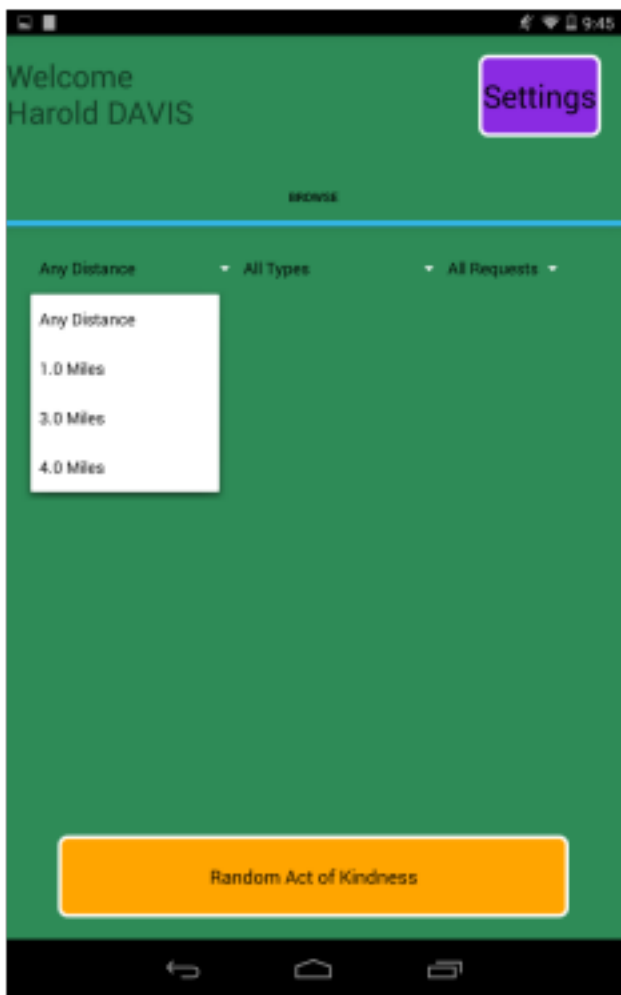 9:45
Welcome
Harold DAVIS
Settings
BROWSE
Any Distance
All Types
All Requests
Any Distance
1.0 Miles
3.0 Miles
4.0 Miles
Random Act of Kindness